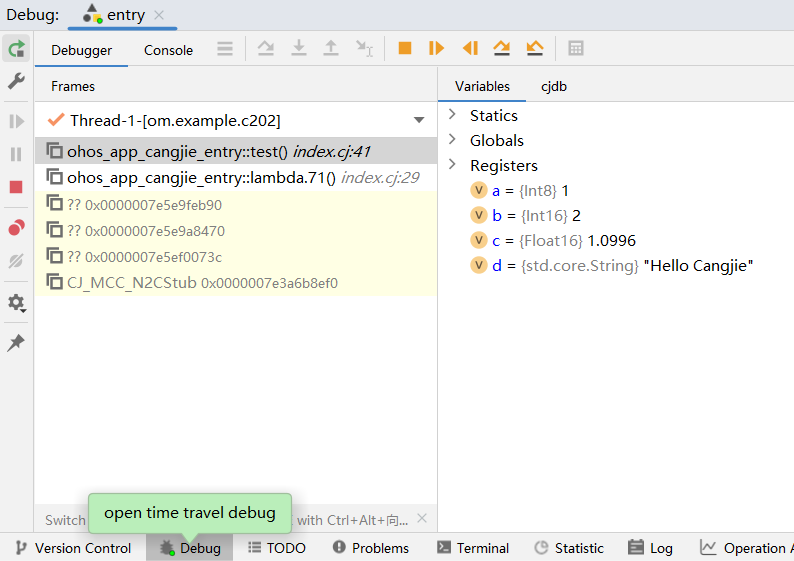 Debug: entry
Debugger Console
Frames
Thread-1-[om.example.c202]
ohos_app_cangjie_entry::test() index.cj:41
ohos_app_cangjie_entry::lambda.71() index.cj:29
?? 0x0000007e5e9feb90
?? 0x0000007e5e9a8470
?? 0x0000007e5ef0073c
CJ_MCC_N2CStub 0x0000007e3a6b8ef0
Variables cjdb
Statics
Globals
Registers
V a = {Int8} 1
V b = {Int16} 2
V c = {Float16} 1.0996
V d = {std.core.String} "Hello Cangjie"
open time travel debug
Switch with Ctrl+Alt+向...
Version Control Debug TODO Problems Terminal Statistic Log Operation A